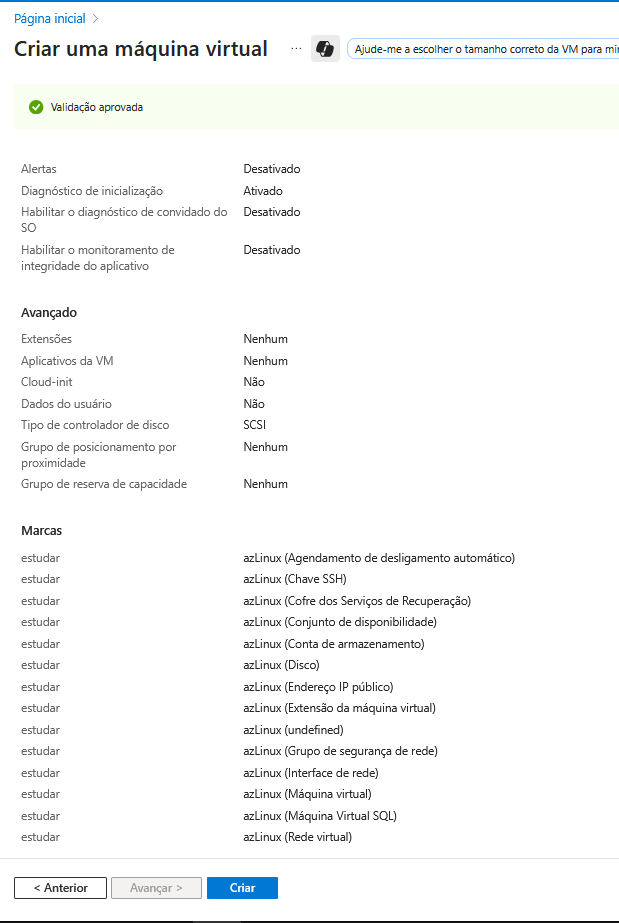 Página inicial >
Criar uma máquina virtual ...
Ajude-me a escolher o tamanho correto da VM para mi
Validação aprovada
Alertas Desativado
Diagnóstico de inicialização Ativado
Habilitar o diagnóstico de convidado do Desativado
SO
Habilitar o monitoramento de Desativado
integridade do aplicativo
Avançado
Extensões Nenhum
Aplicativos da VM Nenhum
Cloud-init Não
Dados do usuário Não
Tipo de controlador de disco SCSI
Grupo de posicionamento por Nenhum
proximidade
Grupo de reserva de capacidade Nenhum
Marcas
estudar azLinux (Agendamento de desligamento automático)
estudar azLinux (Chave SSH)
estudar azLinux (Cofre dos Serviços de Recuperação)
estudar azLinux (Conjunto de disponibilidade)
estudar azLinux (Conta de armazenamento)
estudar azLinux (Disco)
estudar azLinux (Endereço IP público)
estudar azLinux (Extensão da máquina virtual)
estudar azLinux (undefined)
estudar azLinux (Grupo de segurança de rede)
estudar azLinux (Interface de rede)
estudar azLinux (Máquina virtual)
estudar azLinux (Máquina Virtual SQL)
estudar azLinux (Rede virtual)
< Anterior
Avançar >
Criar